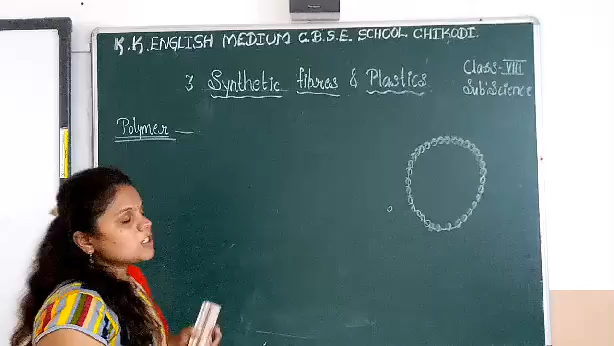 K.K.ENGLISH MEDIUM C.B.S.E. SCHOOL CHIKODI.
3 Synthetic fibres & Plastics
Class-VIII
Sub:Science
Polymer —